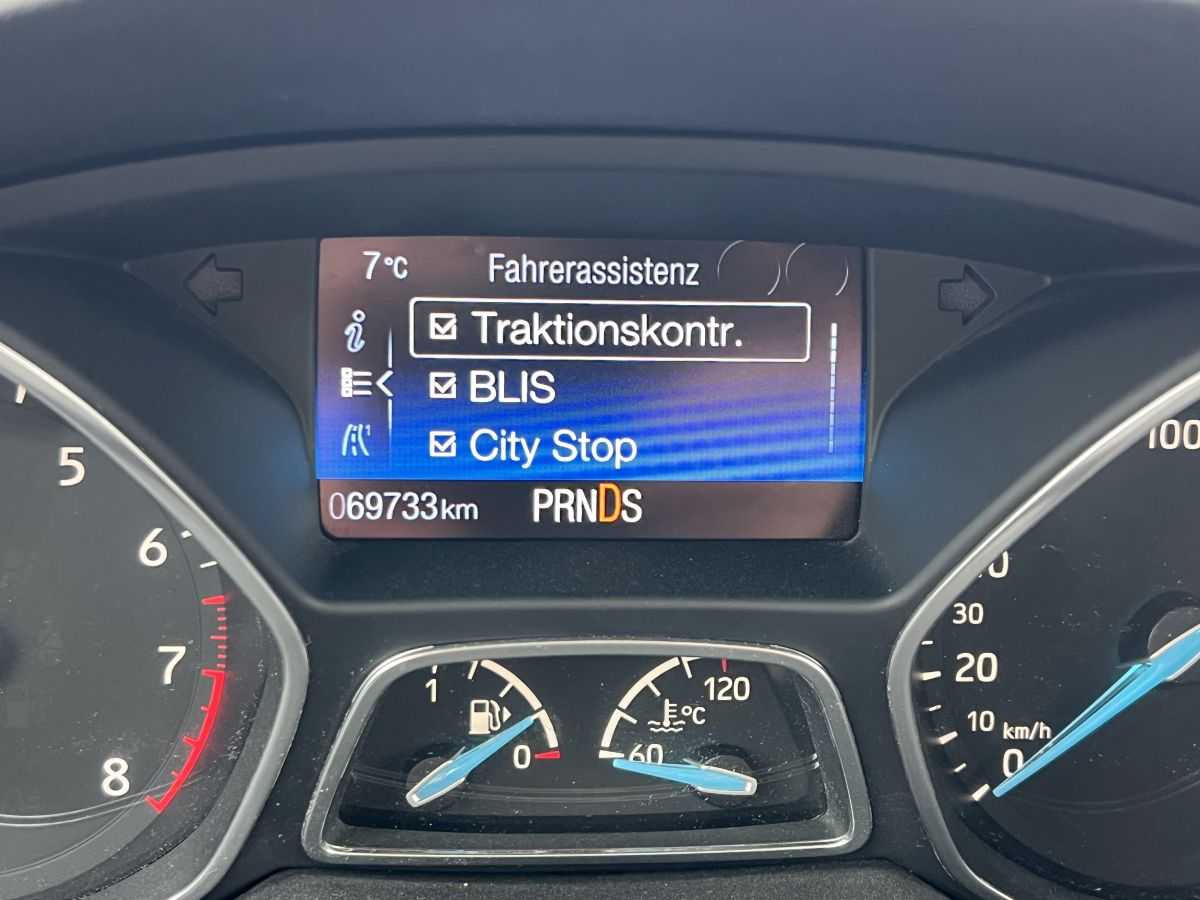 7°C Fahrerassistenz
Traktionskontr.
BLIS
City Stop
069733km PRNDS
5
6
7
8
1
0
120
°C
60
100
30
20
10 km/h
0